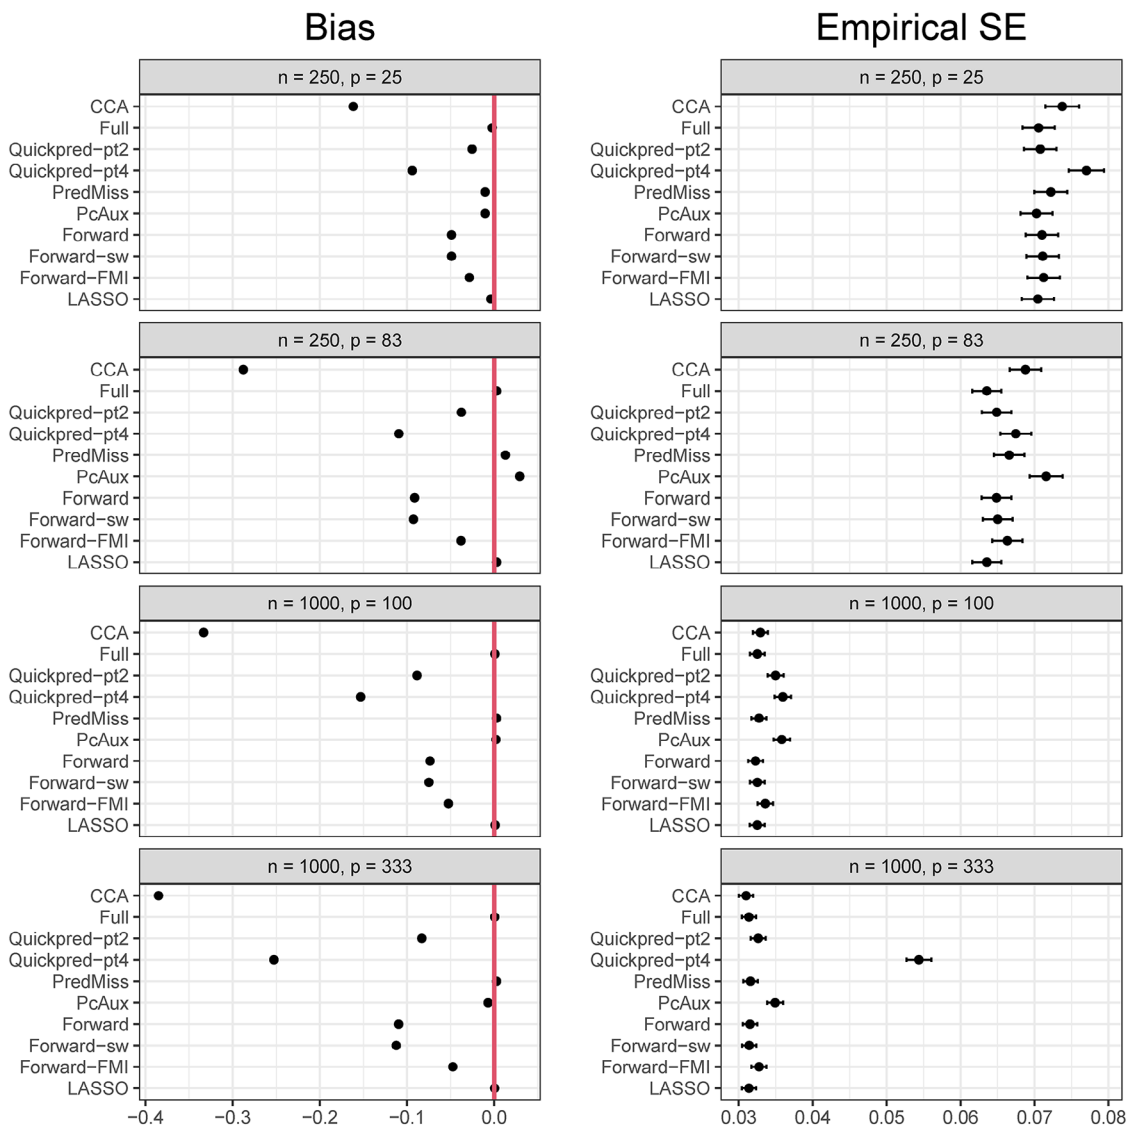 Bias
n = 250, p = 25
CCA
Full
Quickpred−pt2
Quickpred−pt4
PredMiss
PcAux
Forward
Forward−sw
Forward−FMI
LASSO
n = 250, p = 83
CCA
Full
Quickpred−pt2
Quickpred−pt4
PredMiss
PcAux
Forward
Forward−sw
Forward−FMI
LASSO
n = 1000, p = 100
CCA
Full
Quickpred−pt2
Quickpred−pt4
PredMiss
PcAux
Forward
Forward−sw
Forward−FMI
LASSO
n = 1000, p = 333
CCA
Full
Quickpred−pt2
Quickpred−pt4
PredMiss
PcAux
Forward
Forward−sw
Forward−FMI
LASSO
−0.4 −0.3 −0.2 −0.1 0.0
Empirical SE
n = 250, p = 25
CCA
Full
Quickpred−pt2
Quickpred−pt4
PredMiss
PcAux
Forward
Forward−sw
Forward−FMI
LASSO
n = 250, p = 83
CCA
Full
Quickpred−pt2
Quickpred−pt4
PredMiss
PcAux
Forward
Forward−sw
Forward−FMI
LASSO
n = 1000, p = 100
CCA
Full
Quickpred−pt2
Quickpred−pt4
PredMiss
PcAux
Forward
Forward−sw
Forward−FMI
LASSO
n = 1000, p = 333
CCA
Full
Quickpred−pt2
Quickpred−pt4
PredMiss
PcAux
Forward
Forward−sw
Forward−FMI
LASSO
0.03 0.04 0.05 0.06 0.07 0.08